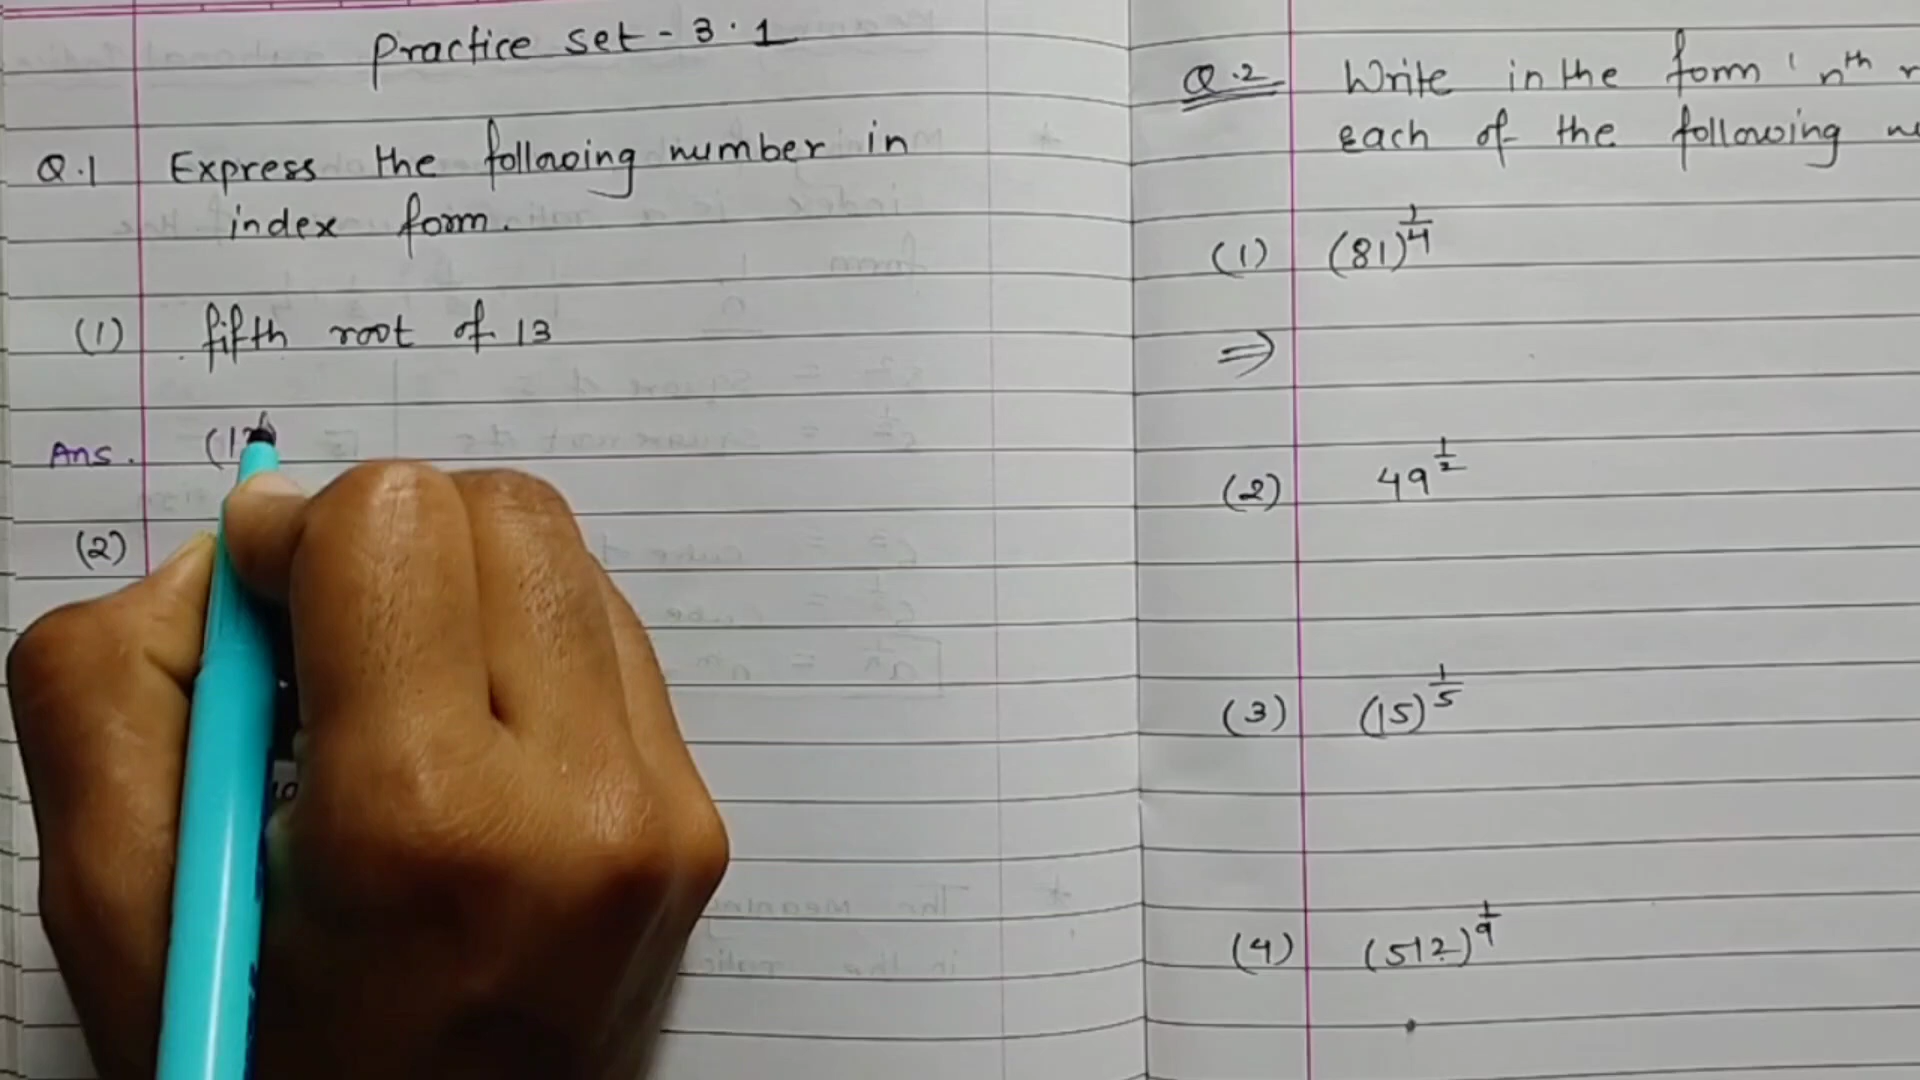 Practice set - 3.1
Q.1 Express the following number in
index form.
(1) fifth root of 13
Ans. (13
(2)
Q.2 Write in the form ' nth
each of the following
(1) (81)^1/4
⇒
(2) 49^1/2
(3) (15)^1/5
(4) (512)^1/9